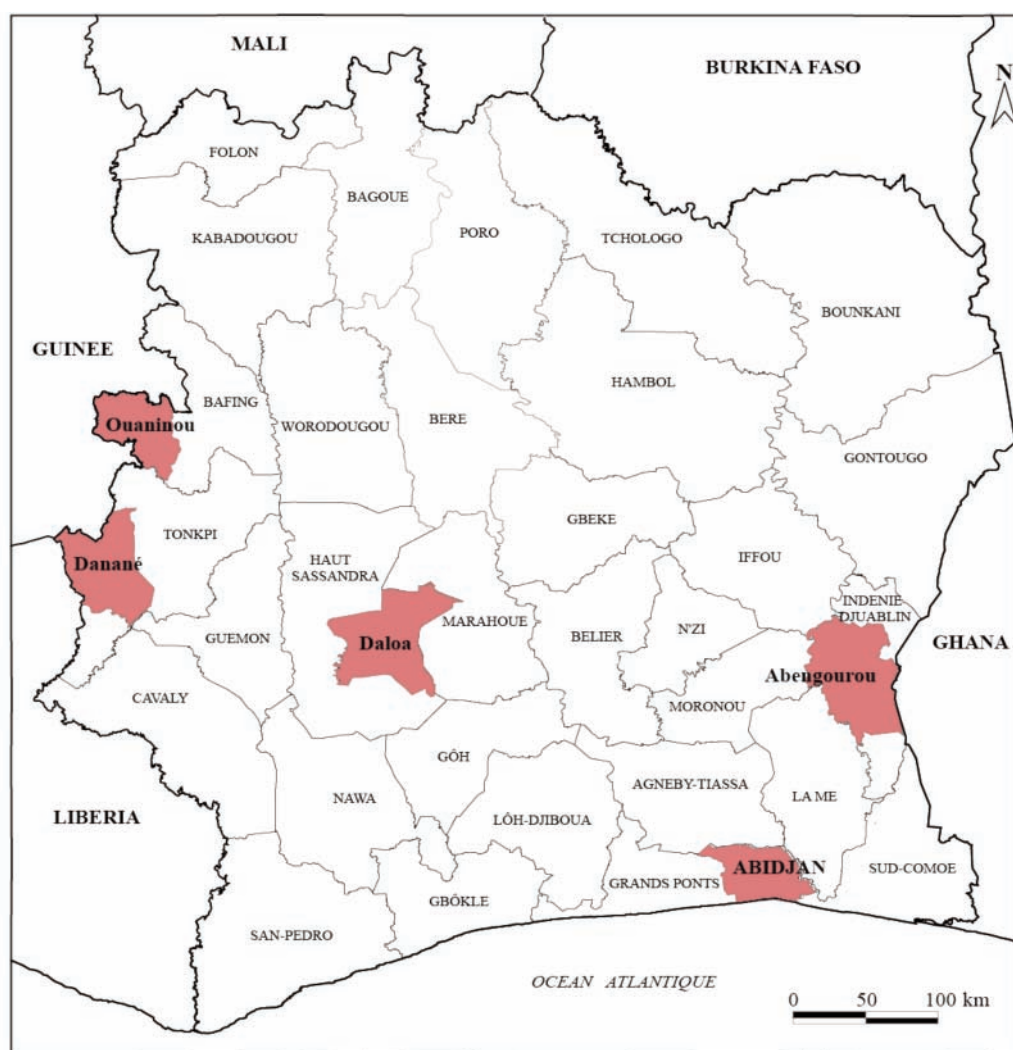 MALI
BURKINA FASO
N
FOLON
BAGOUE
KABADOUGOU
PORO
TCHOLOGO
BOUNKANI
GUINEE
HAMBOL
BAFING
Ouaninou
WORODOUGOU
BERE
GONTOUGO
GBEKE
TONKPI
IFFOU
Danané
HAUT
SASSANDRA
INDENIE
DJUABLIN
MARAHOUE
N'ZI
GUEMON
Daloa
BELIER
GHANA
Abengourou
CAVALY
MORONOU
GÔH
AGNEBY-TIASSA
NAWA
LA ME
LIBERIA
LÔH-DJIBOUA
ABIDJAN
SUD-COMOE
GRANDS PONTS
GBÔKLE
SAN-PEDRO
OCEAN ATLANTIQUE
0 50 100 km